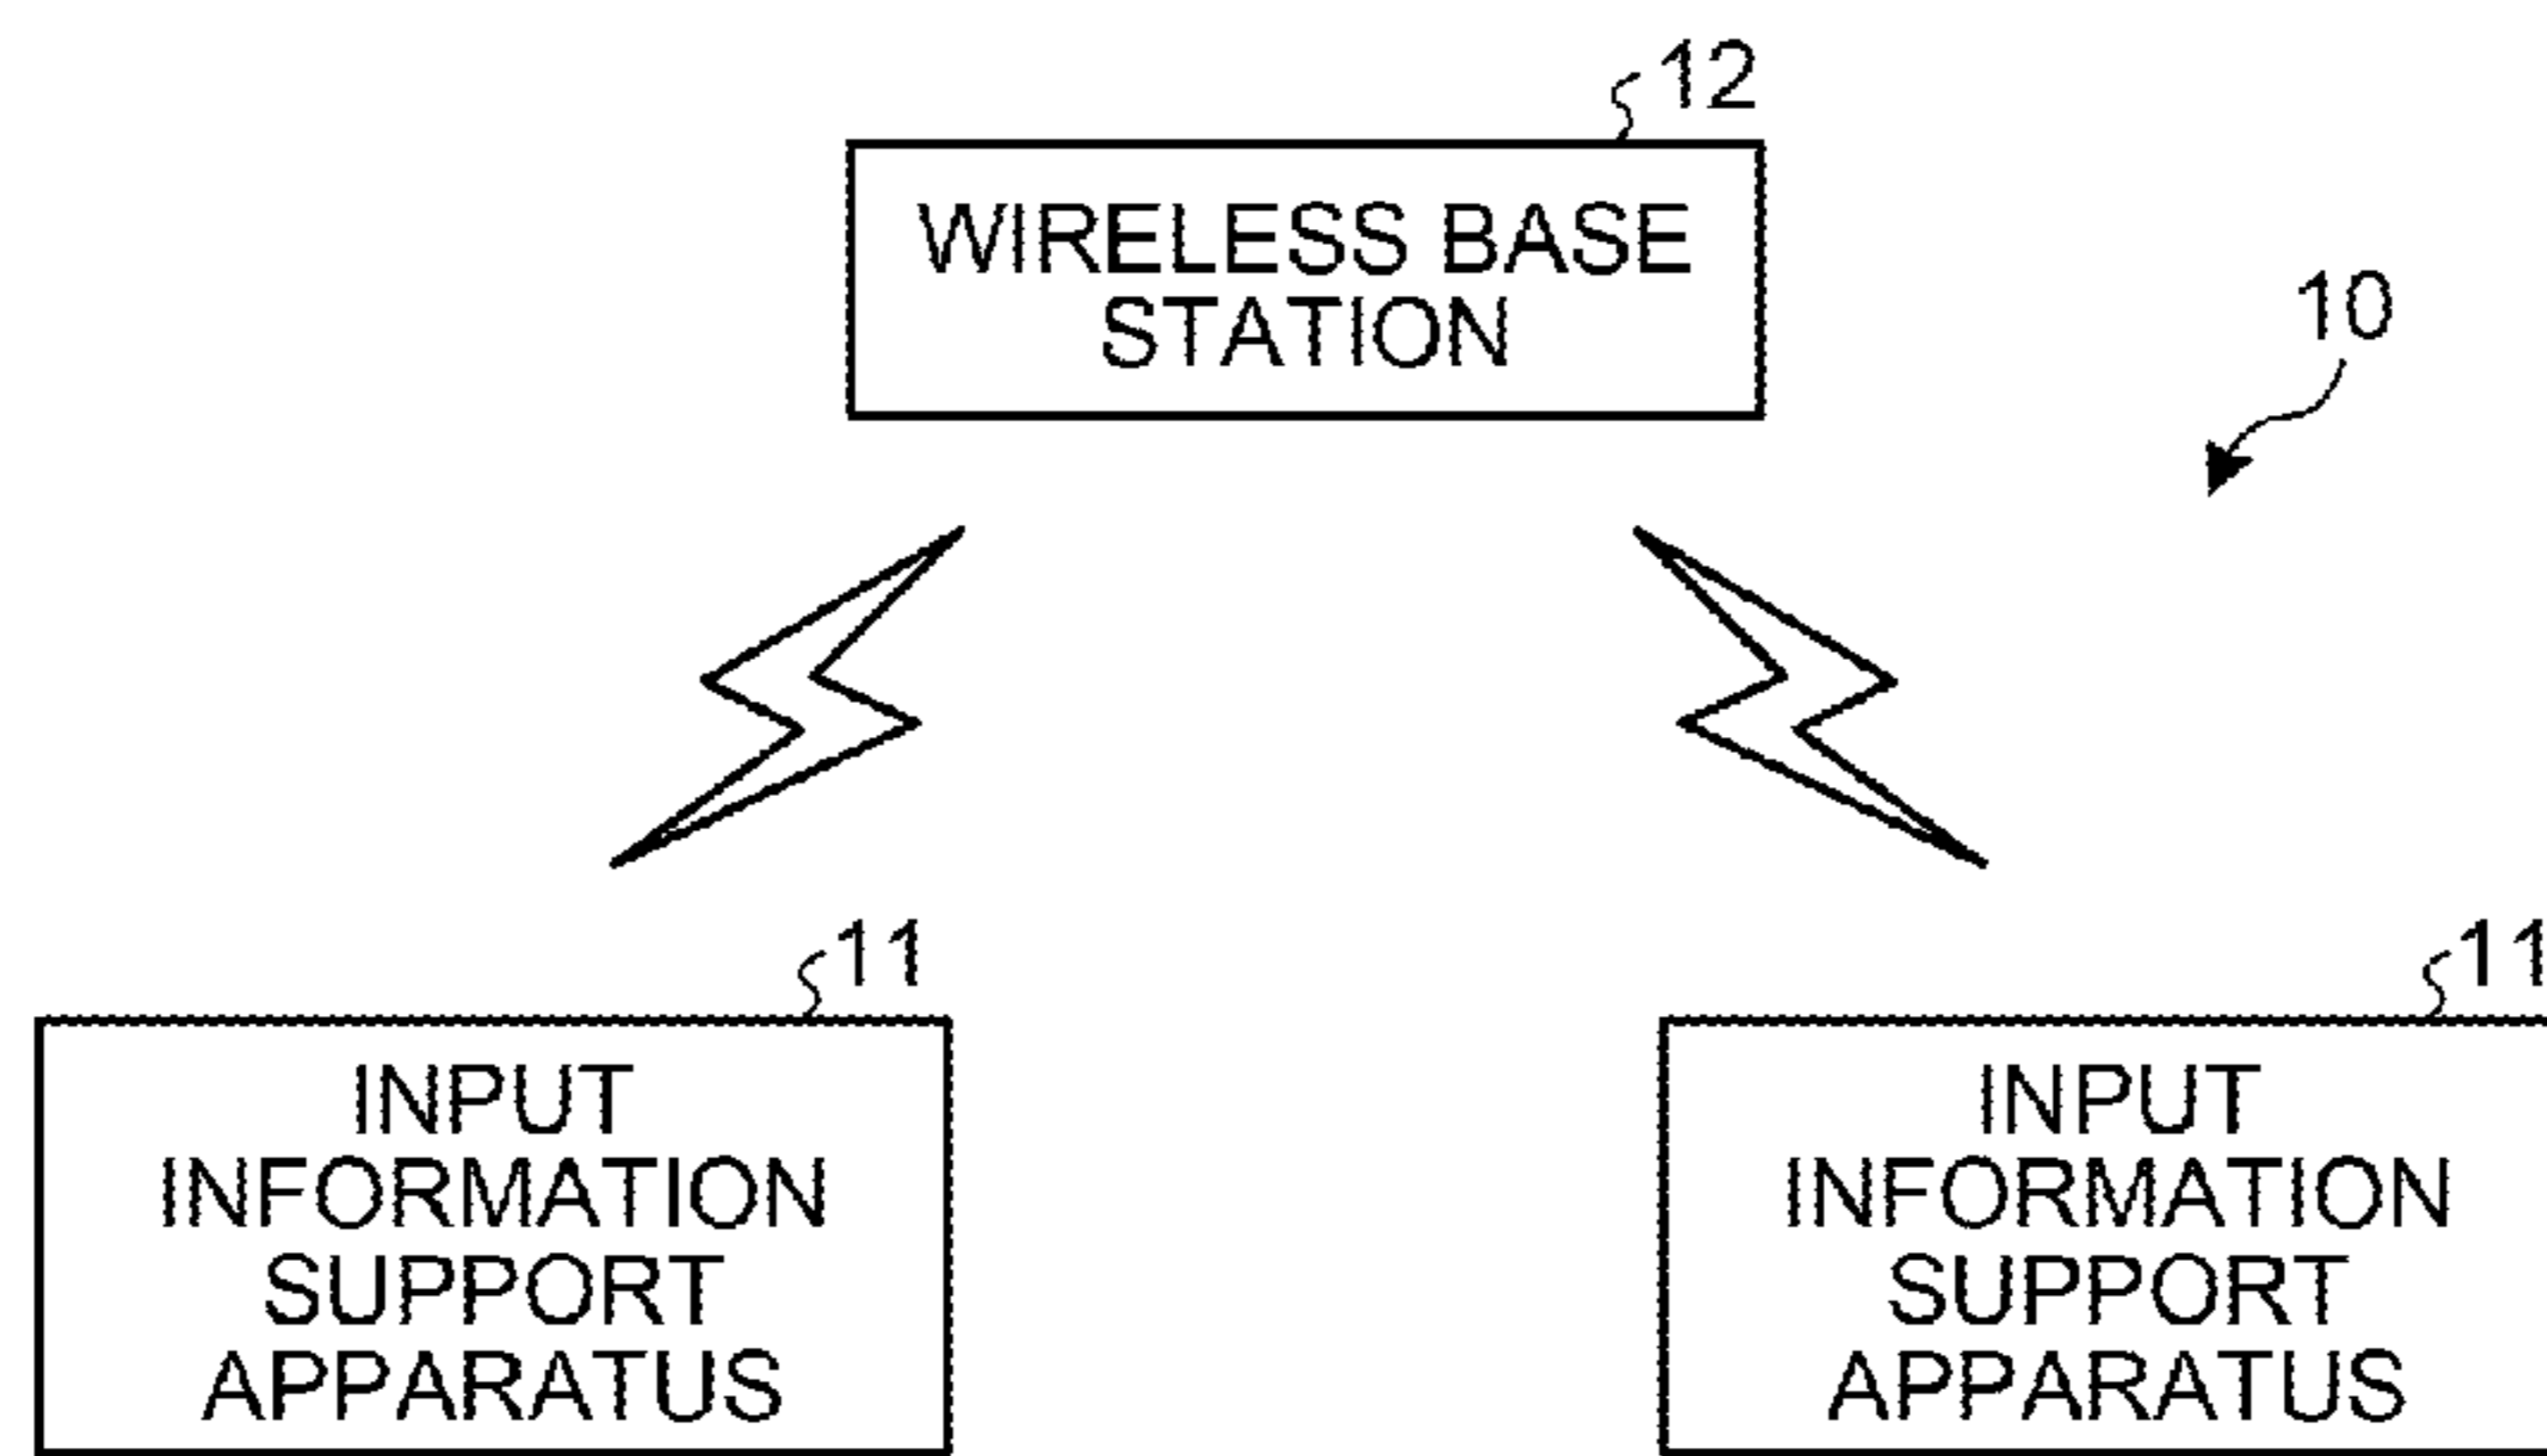 12
WIRELESS BASE
STATION
10
11
INPUT
INFORMATION
SUPPORT
APPARATUS
11
INPUT
INFORMATION
SUPPORT
APPARATUS